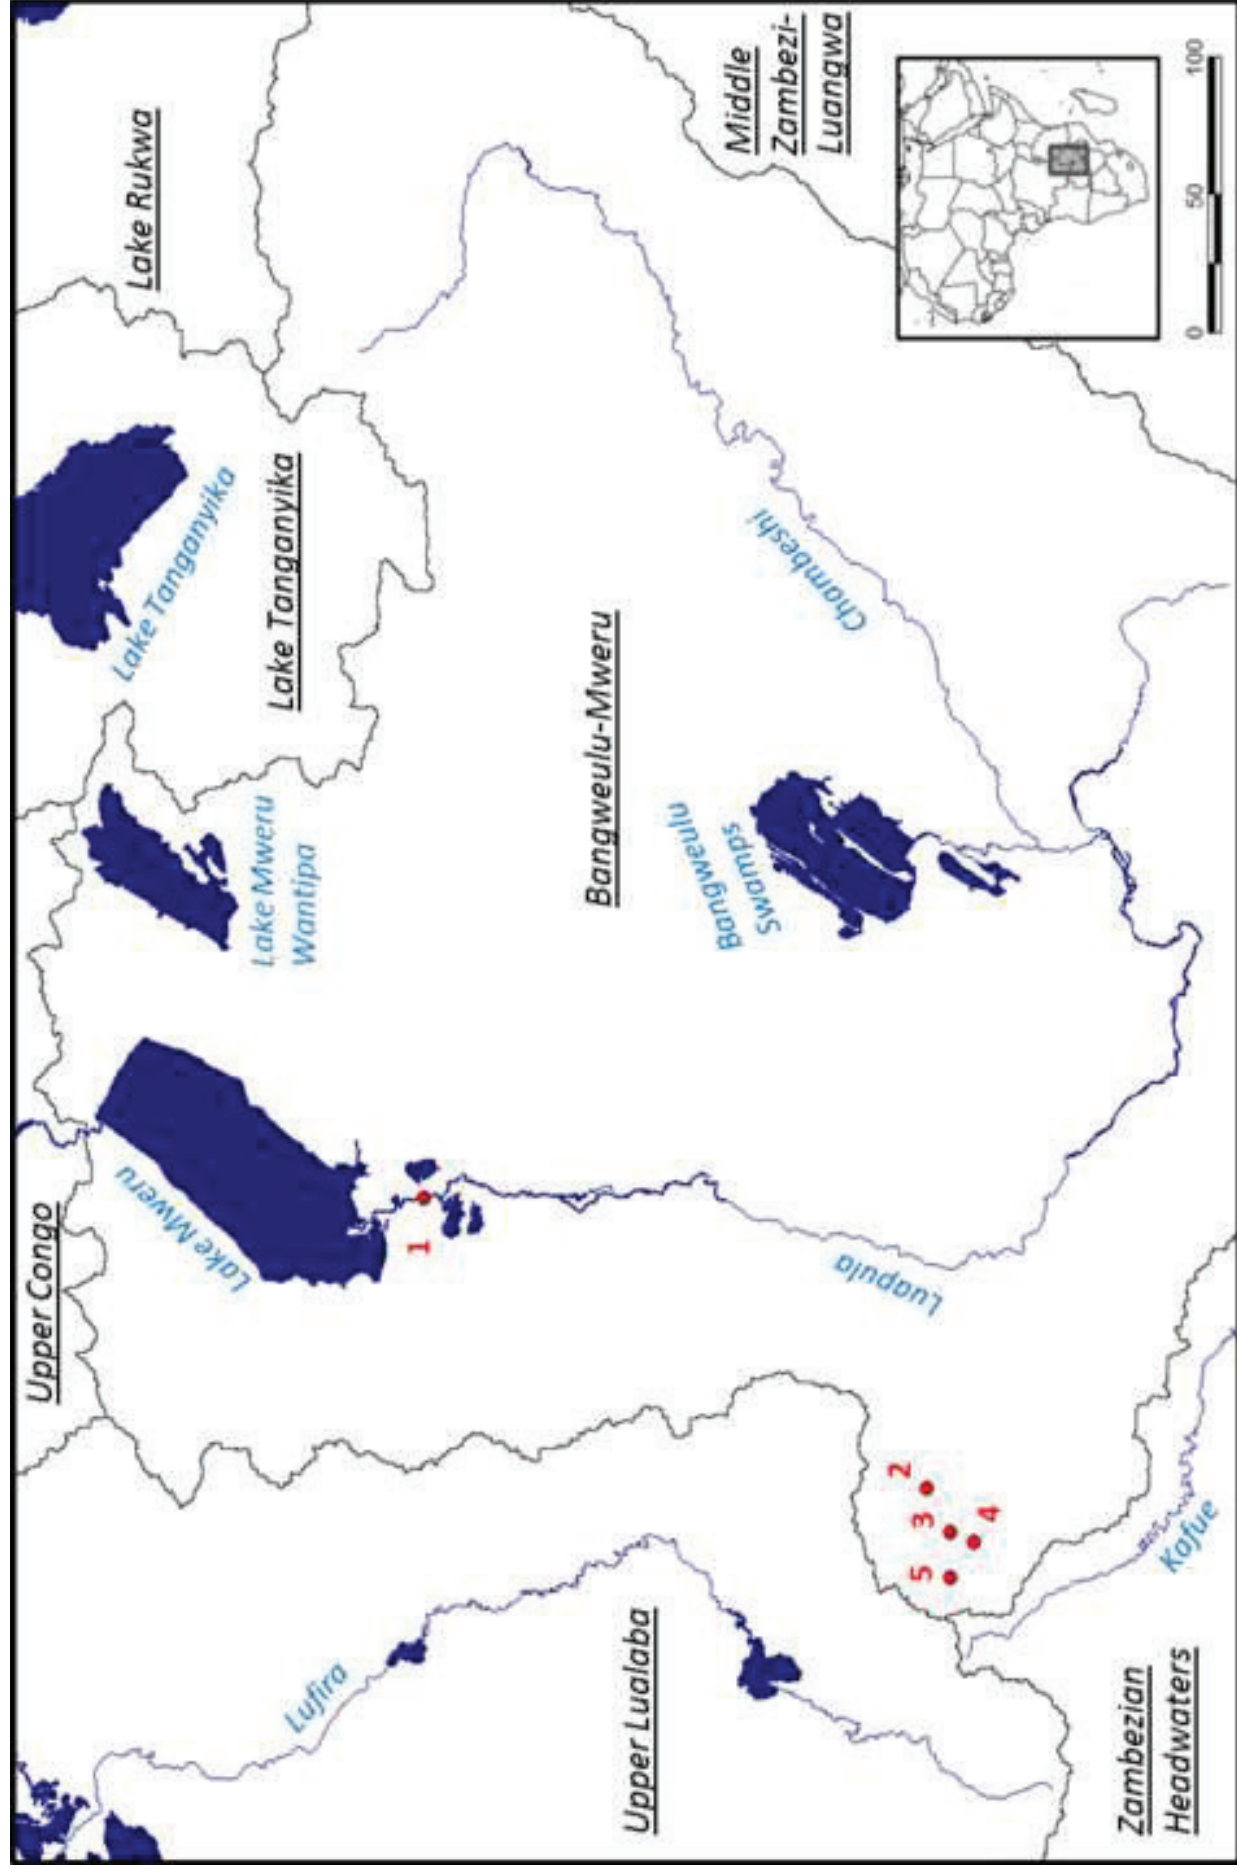 Upper Congo
Lake Mweru
Lake Mweru
Wantipa
Lake Tanganyika
Lake Tanganyika
Lake Rukwa
Lufira
1
Bangweulu-Mweru
Upper Lualaba
Bangweulu
Swamps
Chambeshi
Middle
Zambezi-
Luangwa
Luapula
2
3
4
5
Kafue
Zambezian
Headwaters
0 50 100